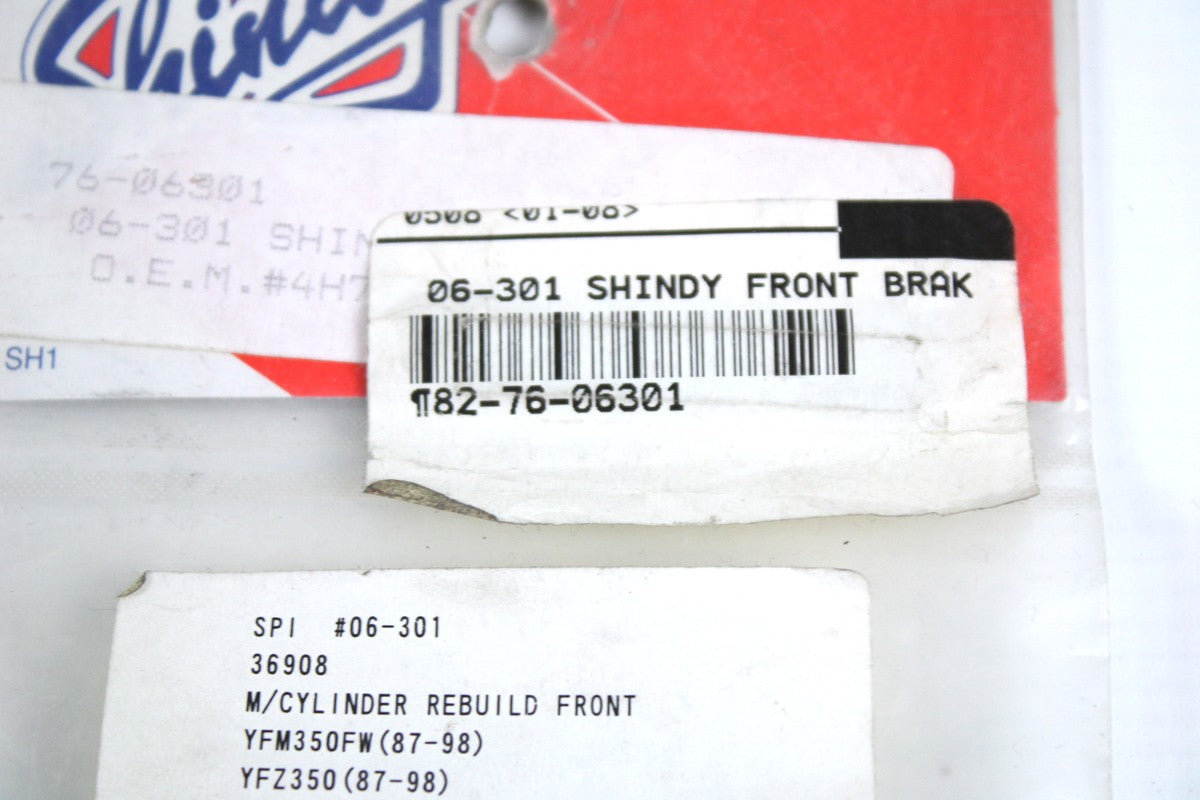 Shindy
76-06301
06-301 SHIN
O.E.M.#4H7
SH1
0508 <01-08>
06-301 SHINDY FRONT BRAK
¶82-76-06301
SPI #06-301
36908
M/CYLINDER REBUILD FRONT
YFM350FW(87-98)
YFZ350(87-98)